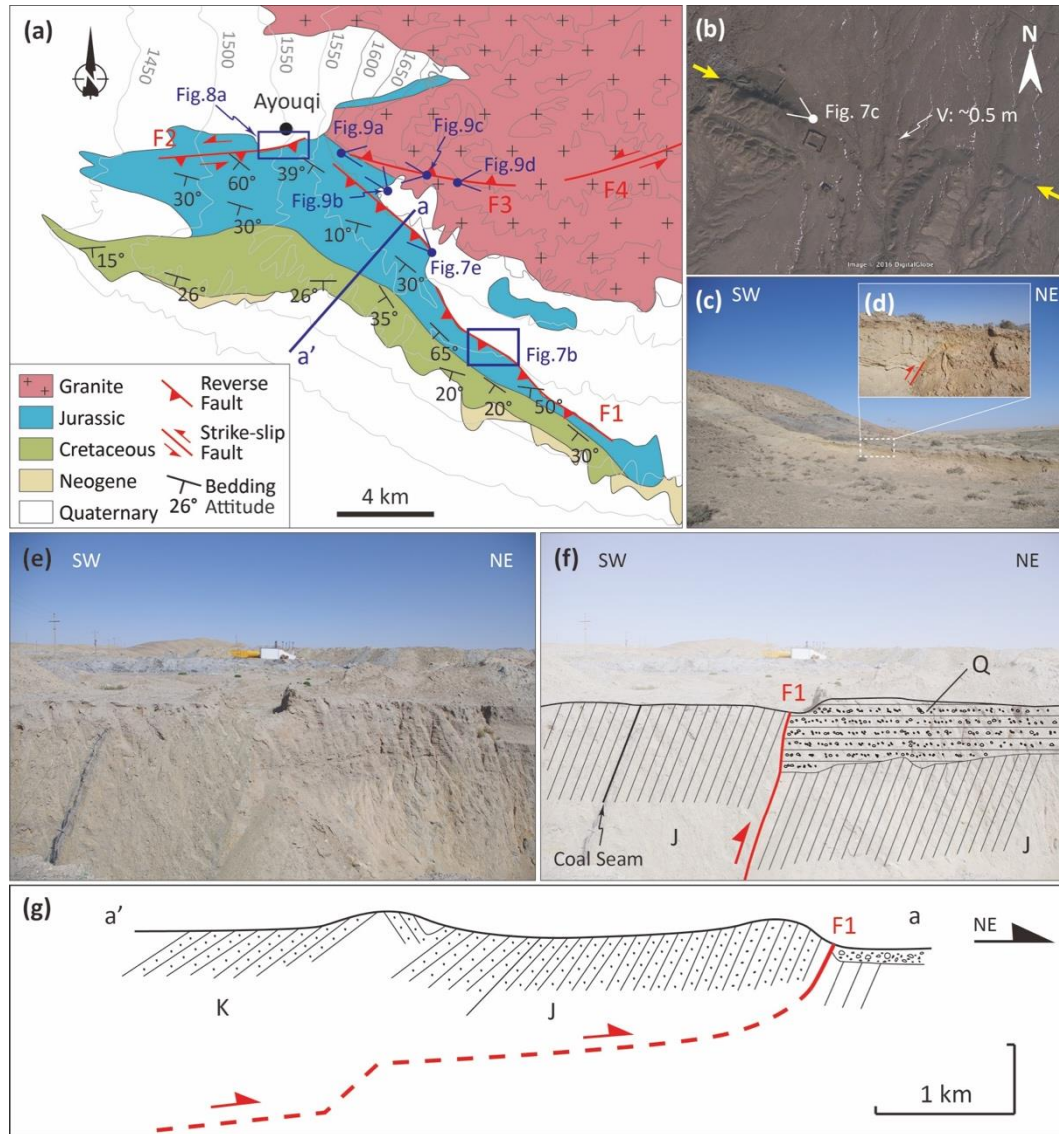 (a)
N
1450
1500
1550
1550
1600
1650
Ayouqi
Fig.8a
Fig.9a
Fig.9c
Fig.9d
F2
F3
F4
Fig.9b
a
Fig.7e
30°
60°
39°
30°
10°
15°
26°
26°
30°
35°
65°
a'
Fig.7b
20°
20°
50°
F1
30°
Granite
Jurassic
Cretaceous
Neogene
Quaternary
Reverse
Fault
Strike-slip
Fault
Bedding
26° Attitude
4 km
(b)
N
Fig. 7c
V: ~0.5 m
Image © 2016 DigitalGlobe
(c) SW
(d)
NE
(e) SW NE
(f) SW NE
Q
F1
Coal Seam
J
J
(g)
a'
F1
a
NE
K
J
1 km